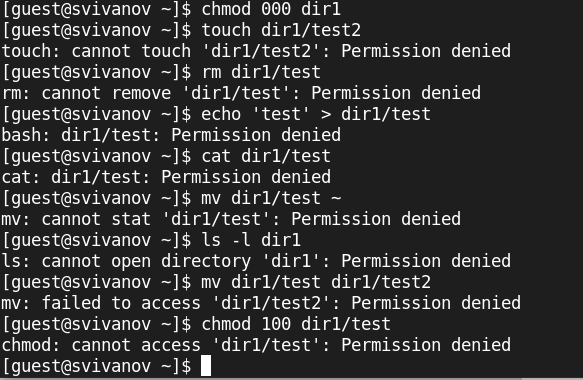 [guest@svivanov ~]$ chmod 000 dir1
[guest@svivanov ~]$ touch dir1/test2
touch: cannot touch 'dir1/test2': Permission denied
[guest@svivanov ~]$ rm dir1/test
rm: cannot remove 'dir1/test': Permission denied
[guest@svivanov ~]$ echo 'test' > dir1/test
bash: dir1/test: Permission denied
[guest@svivanov ~]$ cat dir1/test
cat: dir1/test: Permission denied
[guest@svivanov ~]$ mv dir1/test ~
mv: cannot stat 'dir1/test': Permission denied
[guest@svivanov ~]$ ls -l dir1
ls: cannot open directory 'dir1': Permission denied
[guest@svivanov ~]$ mv dir1/test dir1/test2
mv: failed to access 'dir1/test2': Permission denied
[guest@svivanov ~]$ chmod 100 dir1/test
chmod: cannot access 'dir1/test': Permission denied
[guest@svivanov ~]$